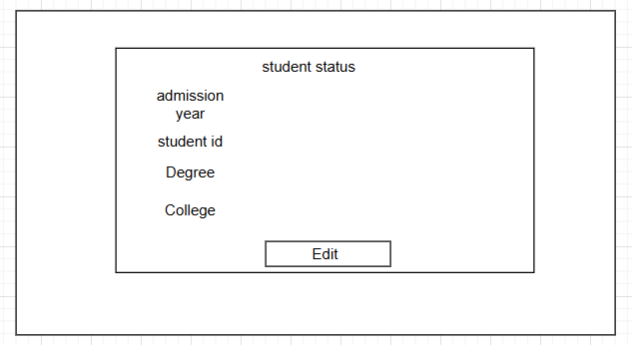 student status
admission
year
student id
Degree
College
Edit